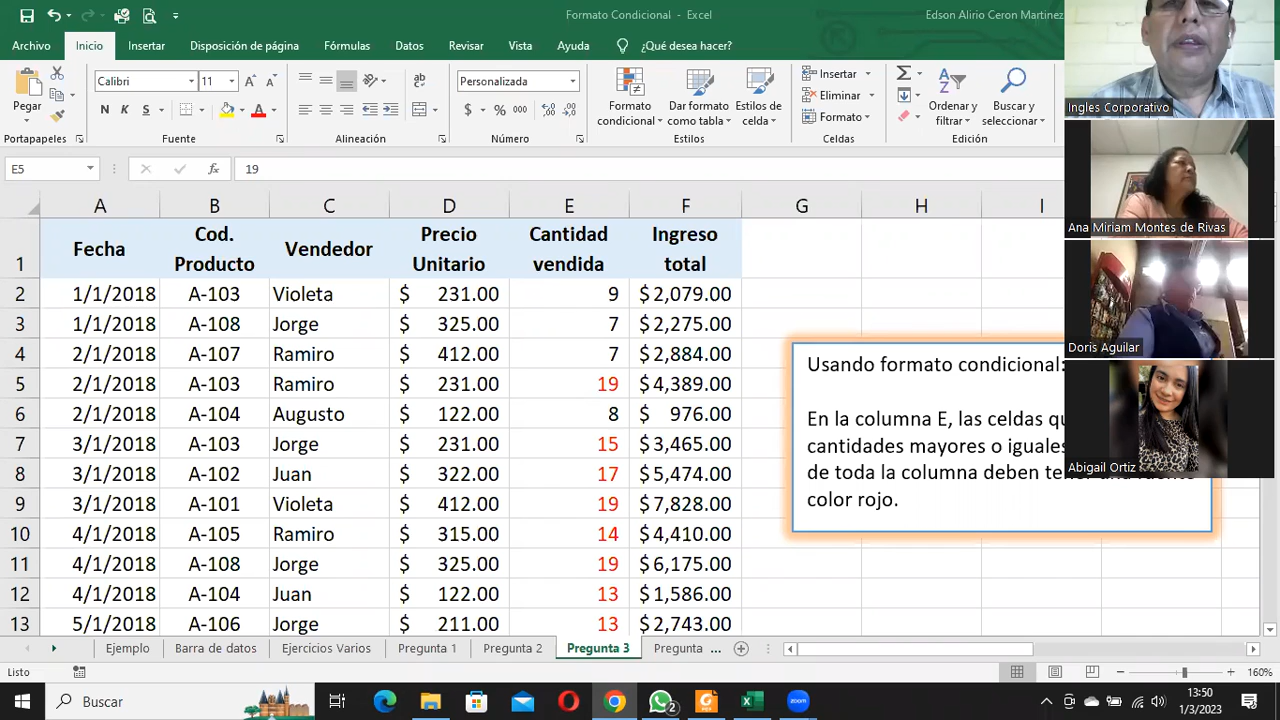 Formato Condicional - Excel
Edson Alirio Ceron Martinez
Archivo Inicio Insertar Disposición de página Fórmulas Datos Revisar Vista Ayuda ¿Qué desea hacer?
Calibri 11 Personalizada
Pegar
N K S
$ % 000
Formato condicional
Dar formato como tabla
Estilos de celda
Insertar
Eliminar
Formato
Ordenar y filtrar
Buscar y seleccionar
Portapapeles Fuente Alineación Número Estilos Celdas Edición
E5 fx 19
A B C D E F G H I
1 Fecha Cod. Producto Vendedor Precio Unitario Cantidad vendida Ingreso total
2 1/1/2018 A-103 Violeta $ 231.00 9 $ 2,079.00
3 1/1/2018 A-108 Jorge $ 325.00 7 $ 2,275.00
4 2/1/2018 A-107 Ramiro $ 412.00 7 $ 2,884.00
5 2/1/2018 A-103 Ramiro $ 231.00 19 $ 4,389.00
6 2/1/2018 A-104 Augusto $ 122.00 8 $ 976.00
7 3/1/2018 A-103 Jorge $ 231.00 15 $ 3,465.00
8 3/1/2018 A-102 Juan $ 322.00 17 $ 5,474.00
9 3/1/2018 A-101 Violeta $ 412.00 19 $ 7,828.00
10 4/1/2018 A-105 Ramiro $ 315.00 14 $ 4,410.00
11 4/1/2018 A-108 Jorge $ 325.00 19 $ 6,175.00
12 4/1/2018 A-104 Juan $ 122.00 13 $ 1,586.00
13 5/1/2018 A-106 Jorge $ 211.00 13 $ 2,743.00
Usando formato condicional:
En la columna E, las celdas
cantidades mayores o iguales
de toda la columna deben
color rojo.
Ingles Corporativo
Ana Miriam Montes de Rivas
Doris Aguilar
Abigail Ortiz
Ejemplo Barra de datos Ejercicios Varios Pregunta 1 Pregunta 2 Pregunta 3 Pregunta ...
Listo 160%
Buscar
2
13:50
1/3/2023